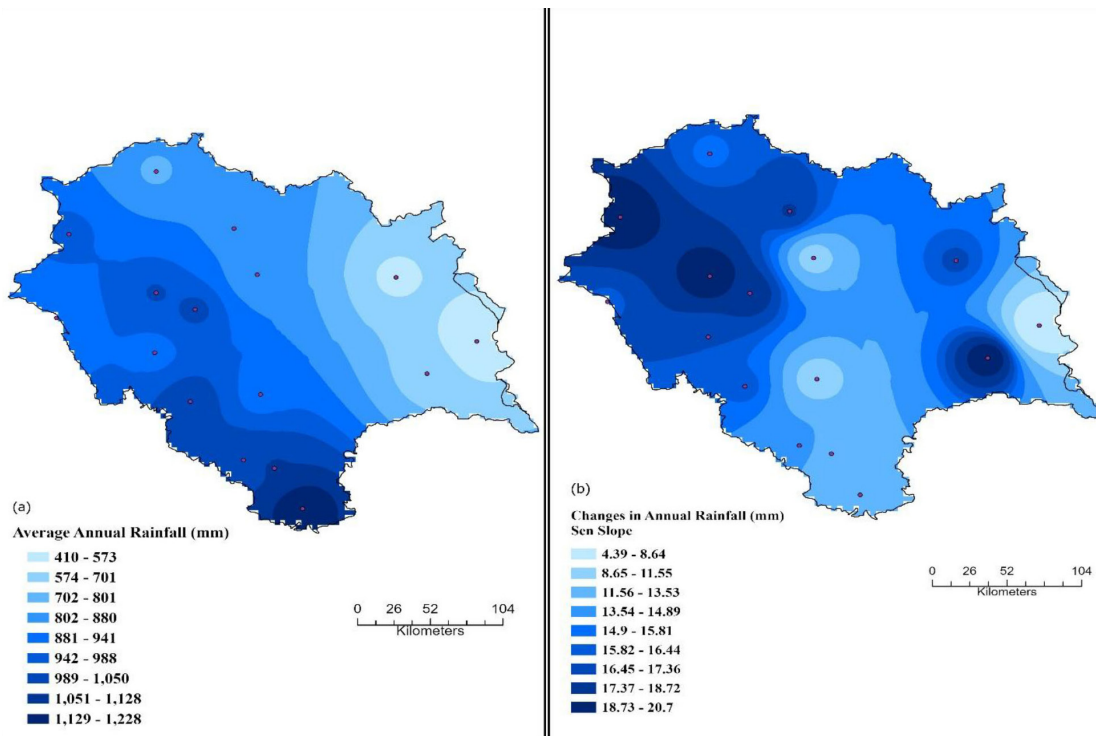 (a)
Average Annual Rainfall (mm)
410 - 573
574 - 701
702 - 801
802 - 880
881 - 941
942 - 988
989 - 1,050
1,051 - 1,128
1,129 - 1,228
0 26 52 104
Kilometers
(b)
Changes in Annual Rainfall (mm)
Sen Slope
4.39 - 8.64
8.65 - 11.55
11.56 - 13.53
13.54 - 14.89
14.9 - 15.81
15.82 - 16.44
16.45 - 17.36
17.37 - 18.72
18.73 - 20.7
0 26 52 104
Kilometers